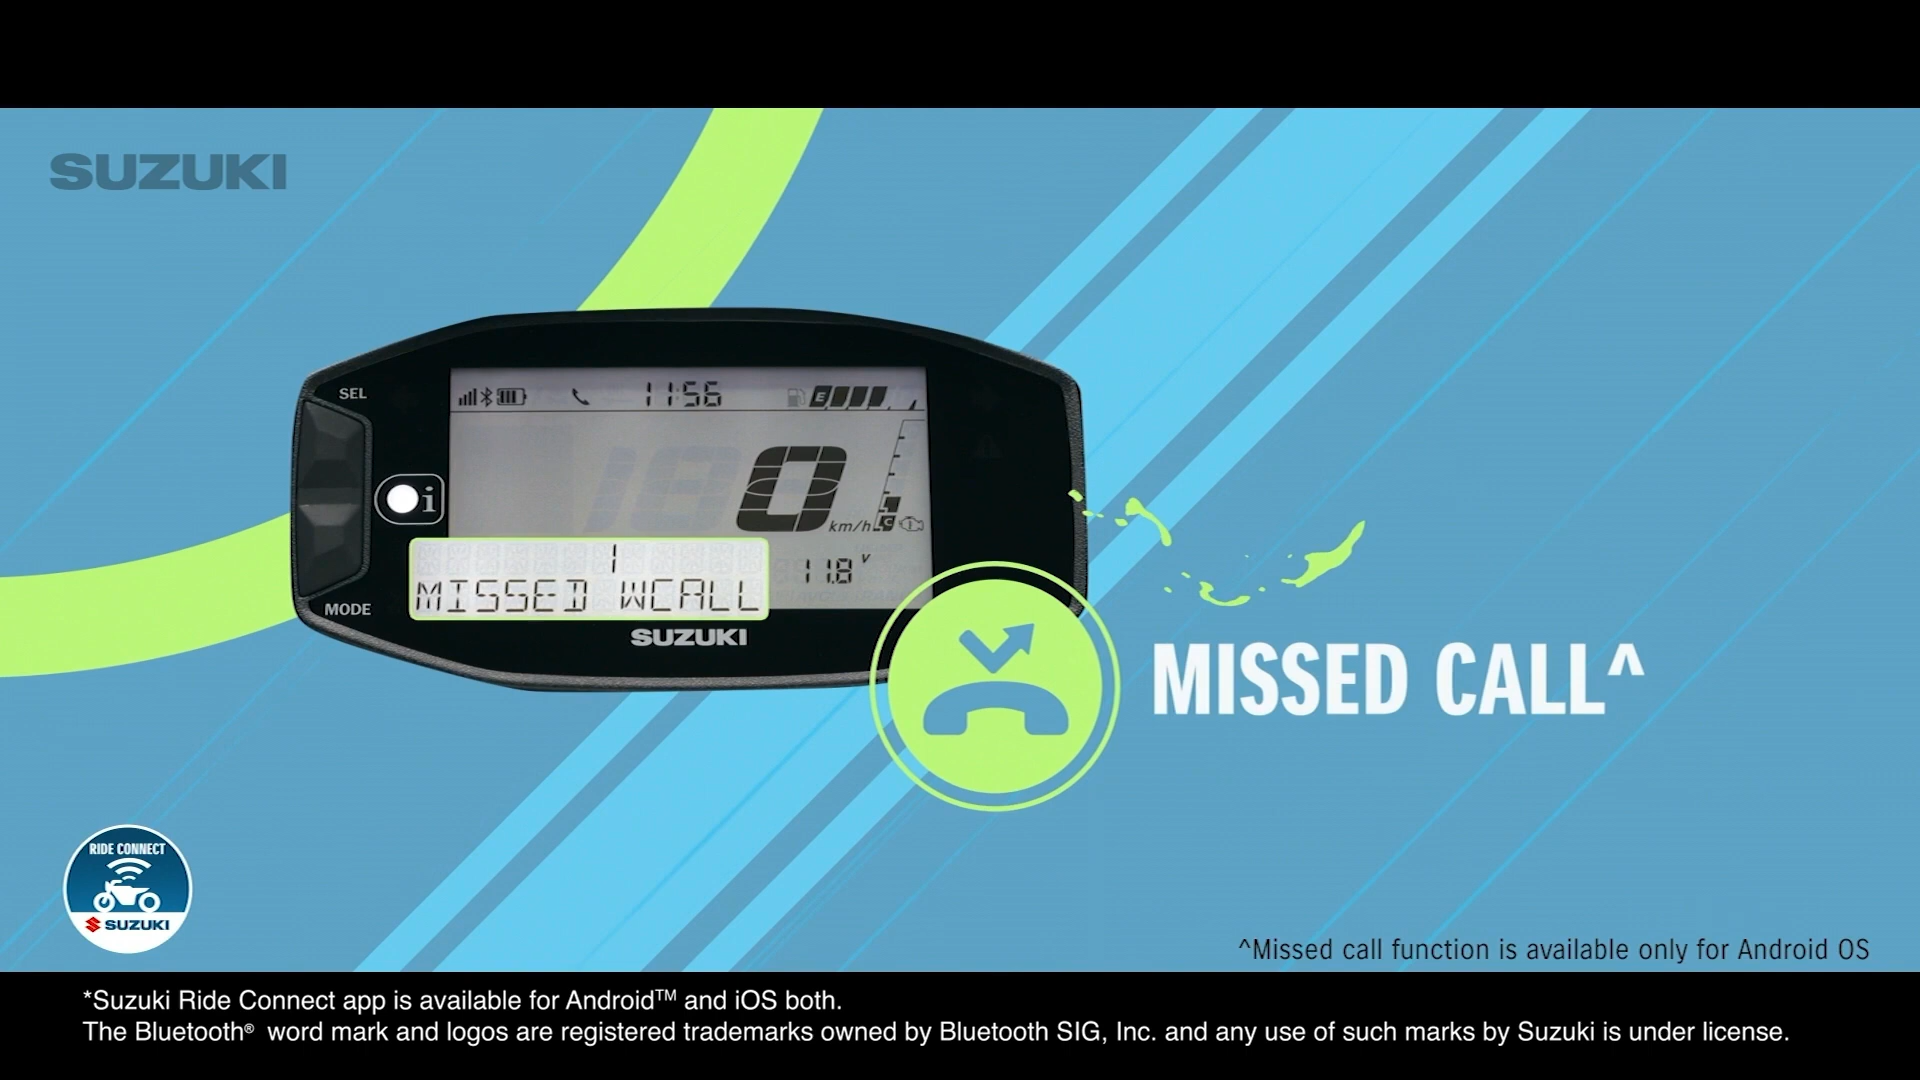 SUZUKI
SEL
11:56
E
0
km/h
C
i
1
MISSED WCALL
11.8 V
MODE
SUZUKI
MISSED CALL^
RIDE CONNECT
SUZUKI
^Missed call function is available only for Android OS
*Suzuki Ride Connect app is available for Android™ and iOS both.
The Bluetooth® word mark and logos are registered trademarks owned by Bluetooth SIG, Inc. and any use of such marks by Suzuki is under license.